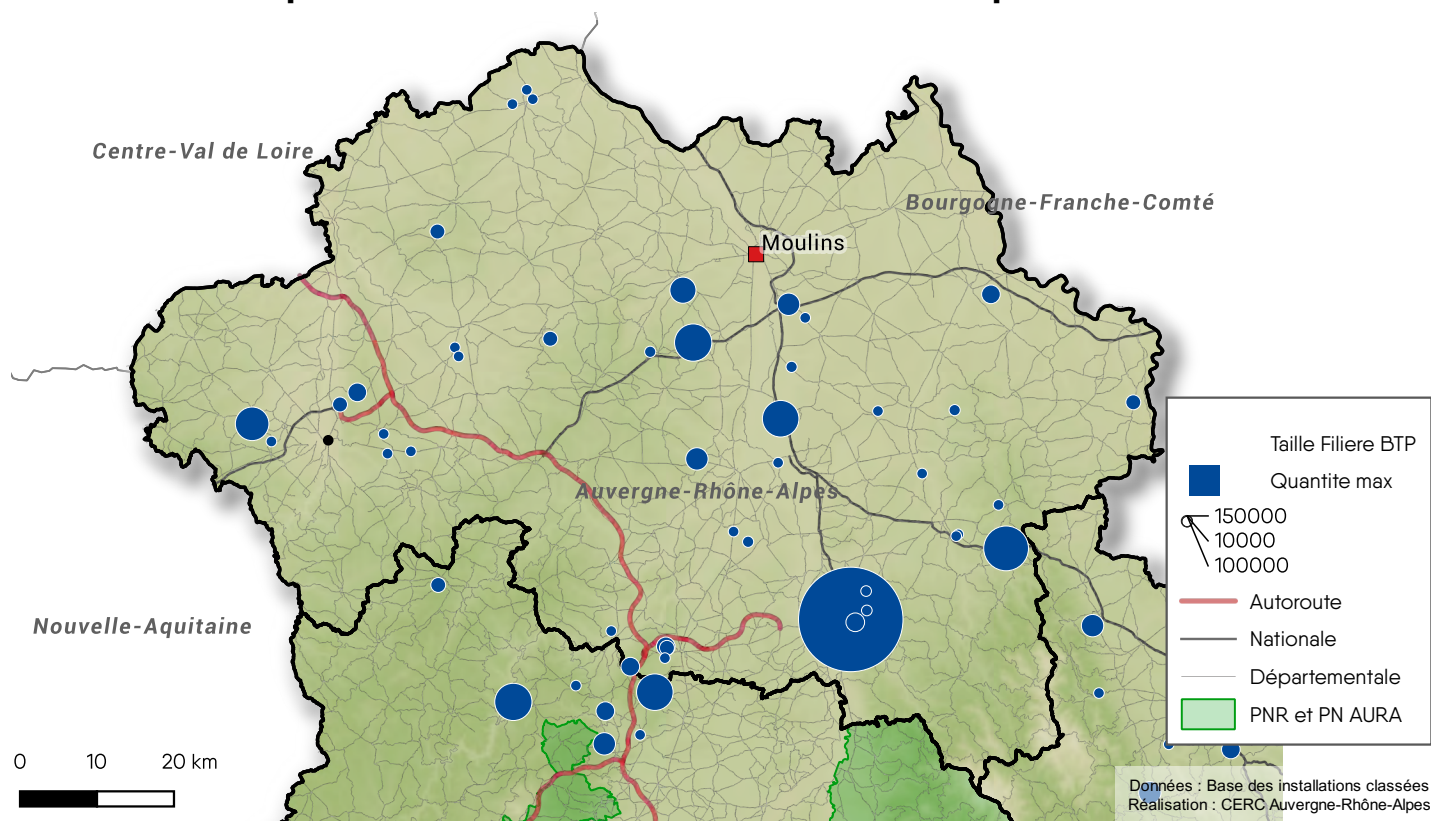 Centre-Val de Loire
Bourgogne-Franche-Comté
Moulins
Auvergne-Rhône-Alpes
Nouvelle-Aquitaine
0 10 20 km
Taille Filiere BTP
Quantite max
150000
10000
100000
Autoroute
Nationale
Départementale
PNR et PN AURA
Données : Base des installations classées
Réalisation : CERC Auvergne-Rhône-Alpes